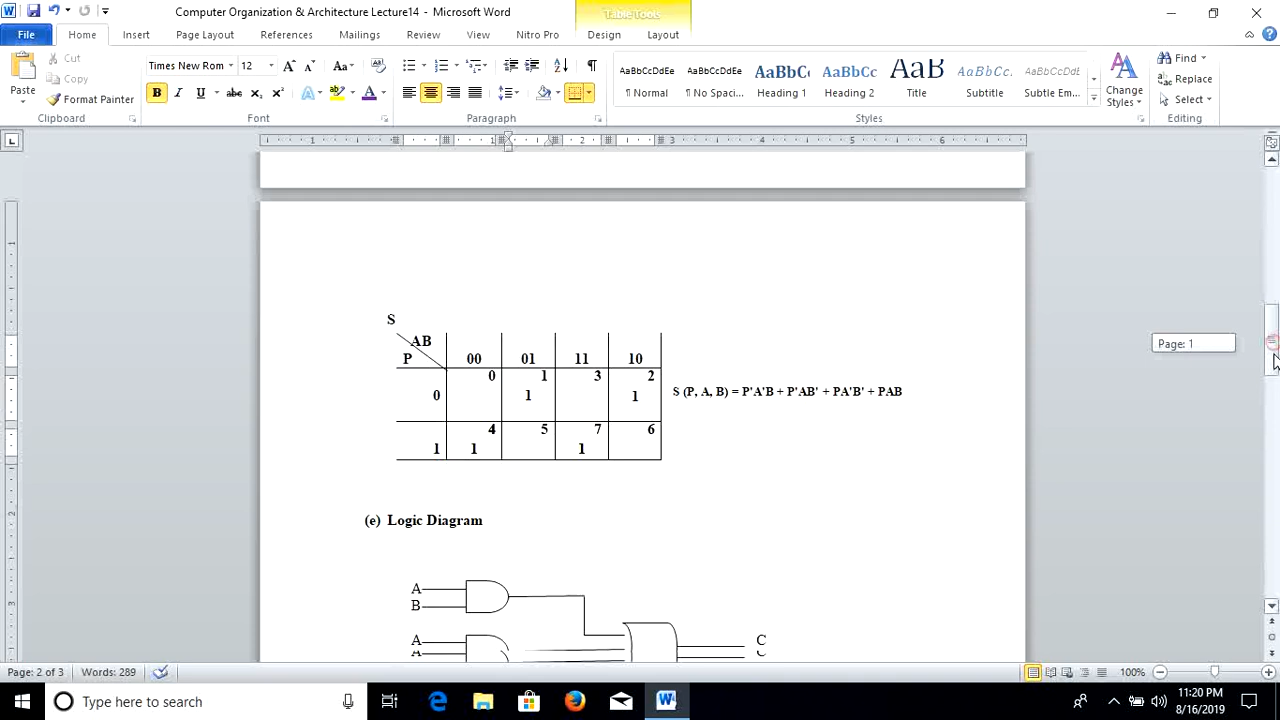 Computer Organization & Architecture Lecture14 - Microsoft Word
Table Tools
File Home Insert Page Layout References Mailings Review View Nitro Pro Design Layout
Paste
Cut
Copy
Format Painter
Clipboard
Times New Rom 12
Font
Paragraph
AaBbCcDdEe ¶ Normal
AaBbCcDdEe ¶ No Spaci...
AaBbCc Heading 1
AaBbCc Heading 2
AaB Title
AaBbCcL Subtitle
AaBbCcDdEe Subtle Em...
Styles
Change Styles
Find
Replace
Select
Editing
S
AB
P 00 01 11 10
0 1 3 2
0 1 1
4 5 7 6
1 1 1
S (P, A, B) = P'A'B + P'AB' + PA'B' + PAB
(e) Logic Diagram
A
B
A
C
Page: 1
Page: 2 of 3 Words: 289 100%
Type here to search
11:20 PM
8/16/2019